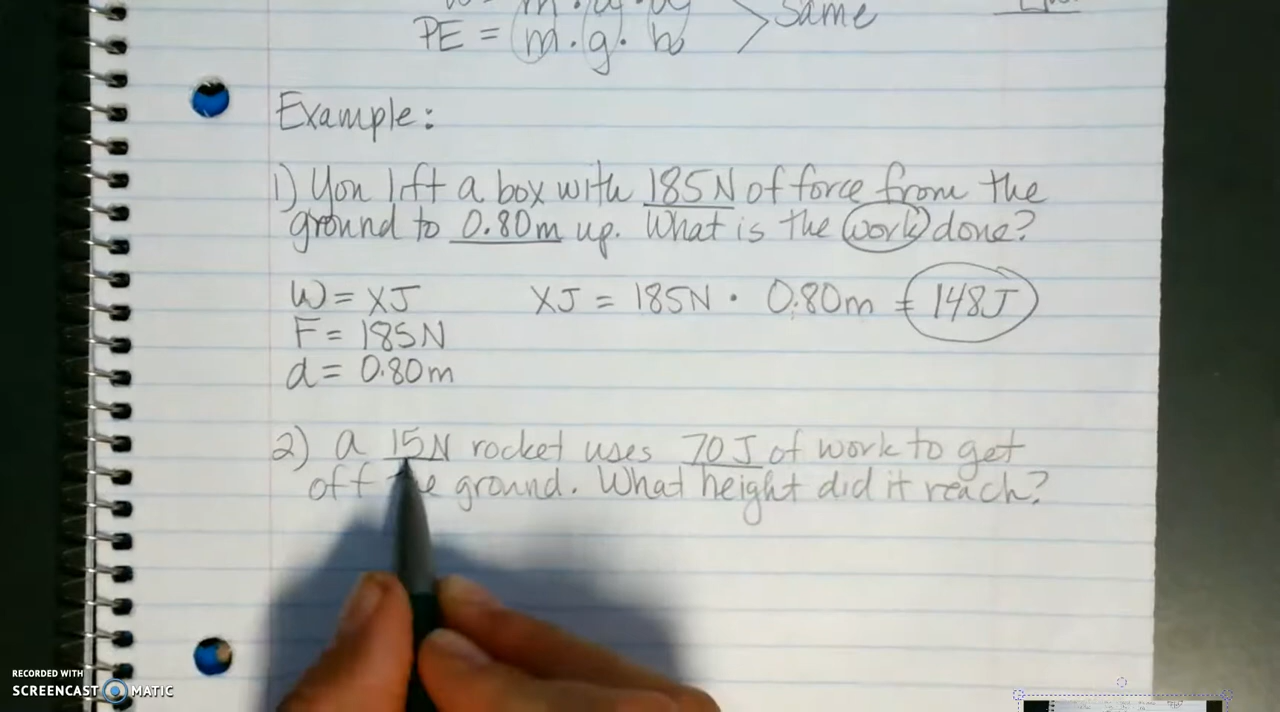 Same
PE = m · g · h
Example:
1) You lift a box with 185N of force from the
ground to 0.80m up. What is the work done?
W = XJ XJ = 185N · 0.80m = 148J
F = 185N
d = 0.80m
2) a 15N rocket uses 70 J of work to get
off the ground. What height did it reach?
RECORDED WITH
SCREENCAST MATIC